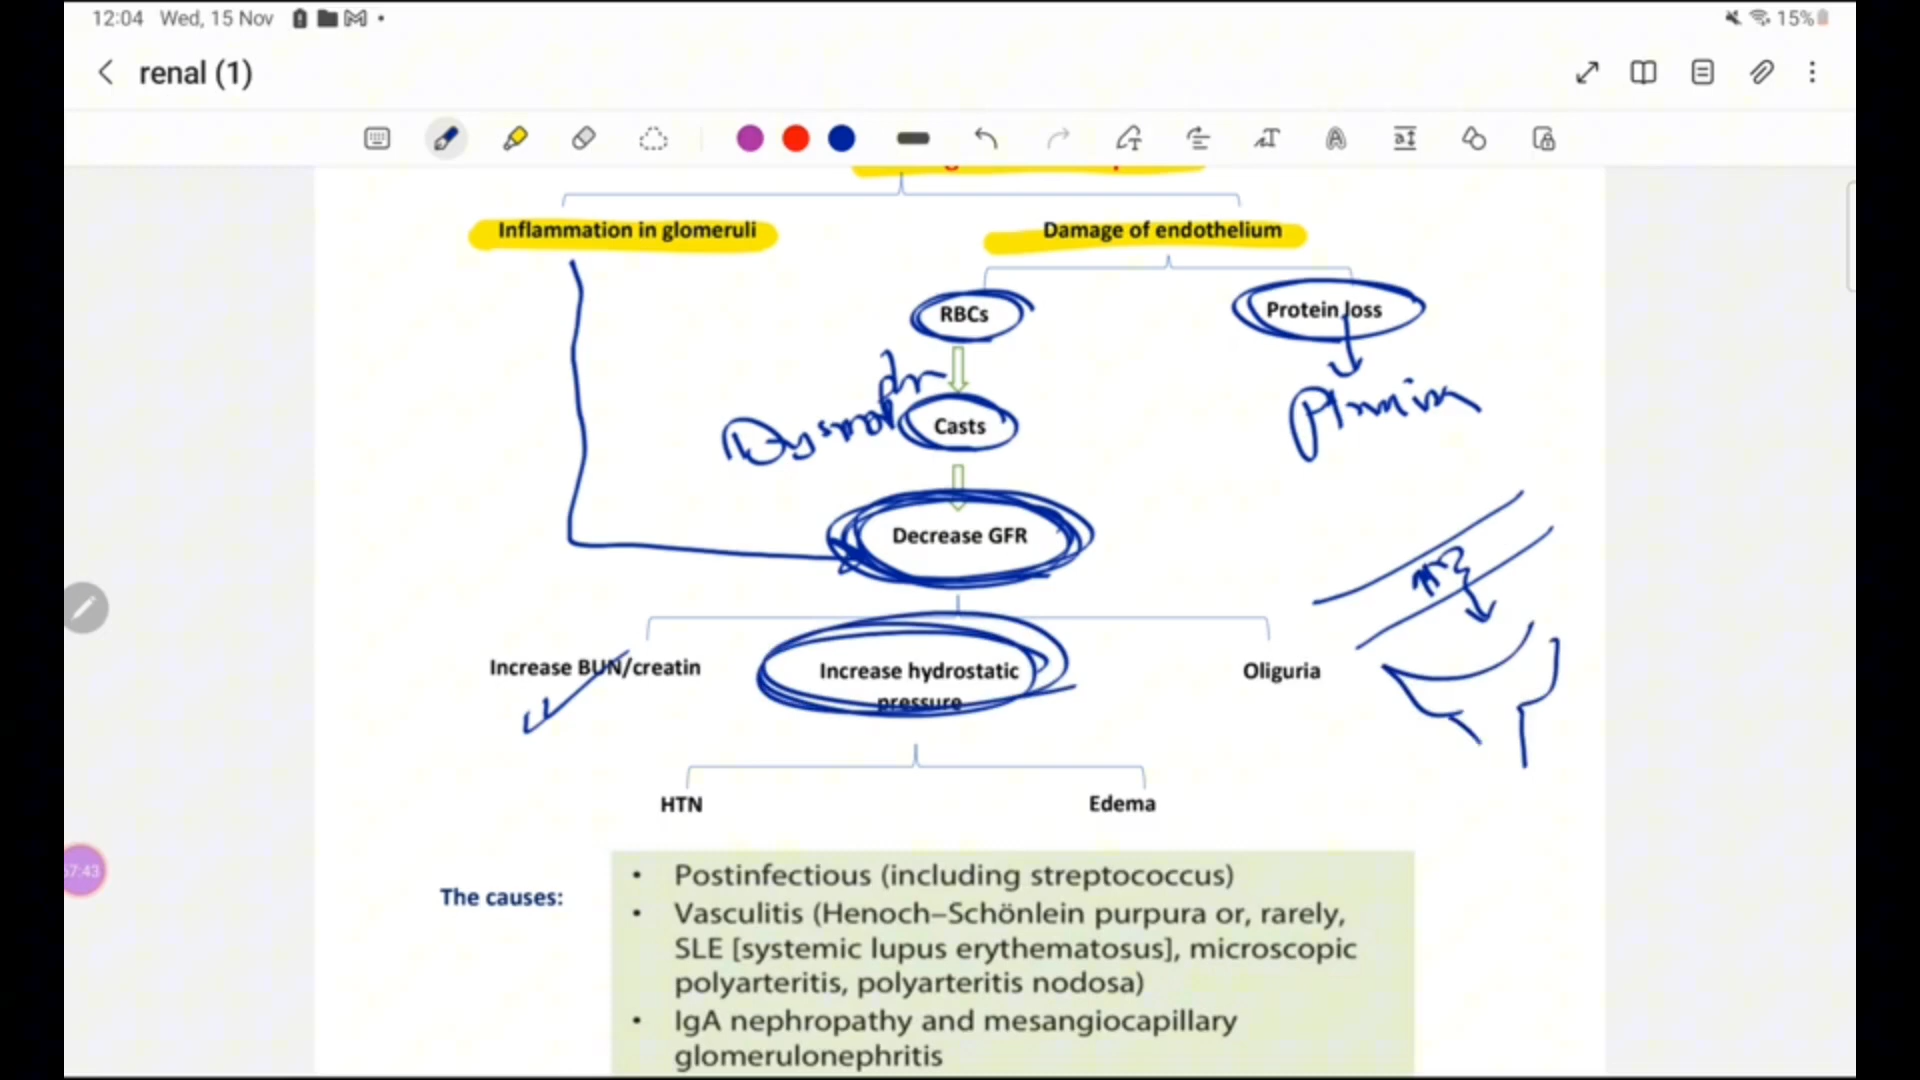 12:04 Wed, 15 Nov
15%
renal (1)
Inflammation in glomeruli
Damage of endothelium
RBCs
Protein loss
Casts
Decrease GFR
Increase BUN/creatin
Increase hydrostatic
pressure
Oliguria
HTN
Edema
The causes:
• Postinfectious (including streptococcus)
• Vasculitis (Henoch–Schönlein purpura or, rarely,
SLE [systemic lupus erythematosus], microscopic
polyarteritis, polyarteritis nodosa)
• IgA nephropathy and mesangiocapillary
glomerulonephritis
57:43